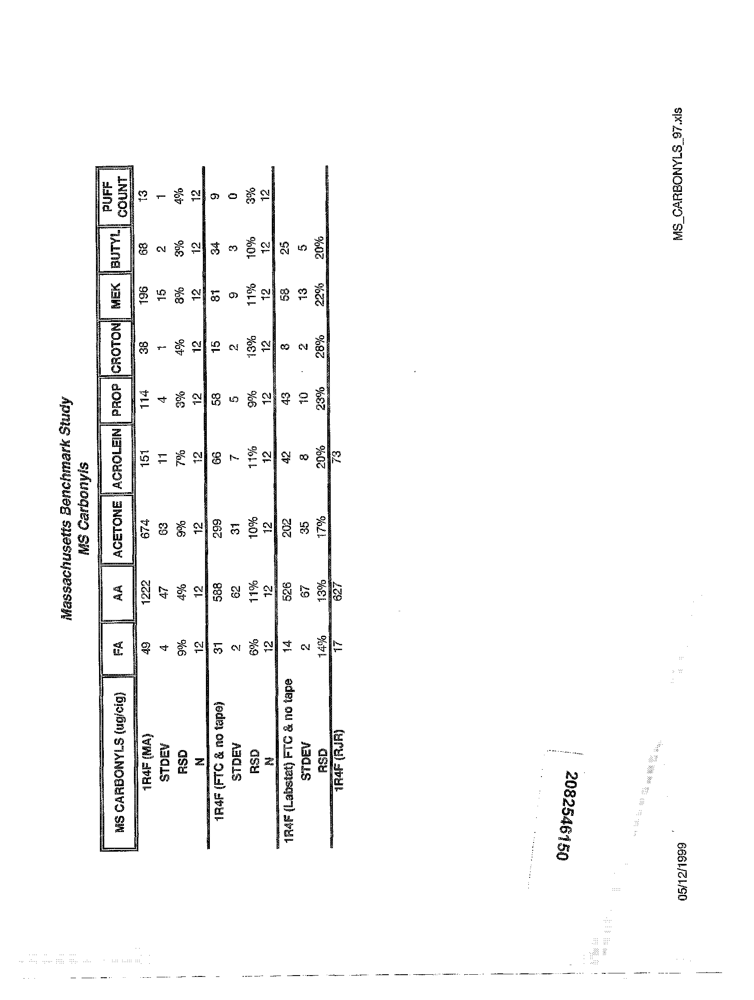 Massachusetts Benchmark Study
MS Carbonyls
MS CARBONYLS (ug/cig) FA AA ACETONE ACROLEIN PROP CROTON MEK BUTYL PUFF COUNT
1R4F (MA) 49 1222 674 151 114 38 196 68 13
STDEV 4 47 63 11 4 1 15 2 1
RSD 9% 4% 9% 7% 3% 4% 8% 3% 4%
N 12 12 12 12 12 12 12 12 12
1R4F (FTC & no tape) 31 588 299 66 58 15 81 34 9
STDEV 2 62 31 7 5 2 9 3 0
RSD 6% 11% 10% 11% 9% 13% 11% 10% 3%
N 12 12 12 12 12 12 12 12 12
1R4F (Labstat) FTC & no tape 14 526 202 42 43 8 58 25
STDEV 2 67 35 8 10 2 13 5
RSD 14% 13% 17% 20% 23% 28% 22% 20%
1R4F (RJR) 17 627 73
2082546150
05/12/1999 MS_CARBONYLS_97.xls